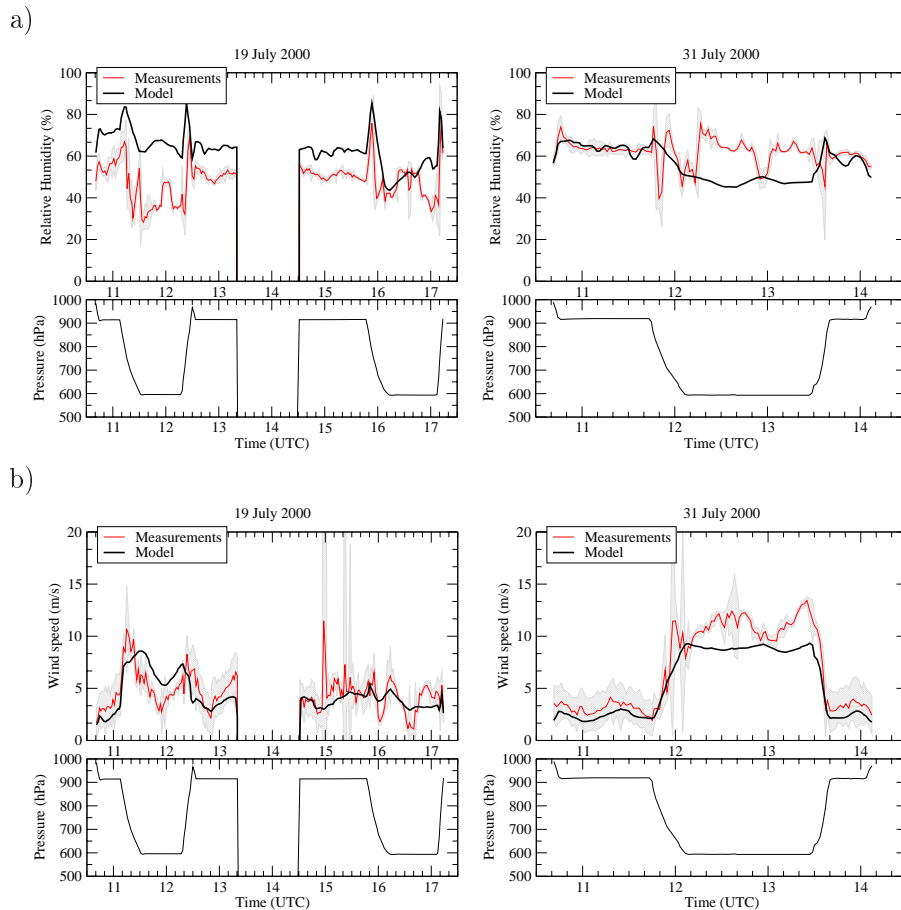 a)
19 July 2000
Measurements
Model
Relative Humidity (%)
100
80
60
40
20
0
11 12 13 14 15 16 17
Pressure (hPa)
1000
900
800
700
600
500
11 12 13 14 15 16 17
Time (UTC)
31 July 2000
Measurements
Model
Relative Humidity (%)
100
80
60
40
20
0
11 12 13 14
Pressure (hPa)
1000
900
800
700
600
500
11 12 13 14
Time (UTC)
b)
19 July 2000
Measurements
Model
Wind speed (m/s)
20
15
10
5
0
11 12 13 14 15 16 17
Pressure (hPa)
1000
900
800
700
600
500
11 12 13 14 15 16 17
Time (UTC)
31 July 2000
Measurements
Model
Wind speed (m/s)
20
15
10
5
0
11 12 13 14
Pressure (hPa)
1000
900
800
700
600
500
11 12 13 14
Time (UTC)